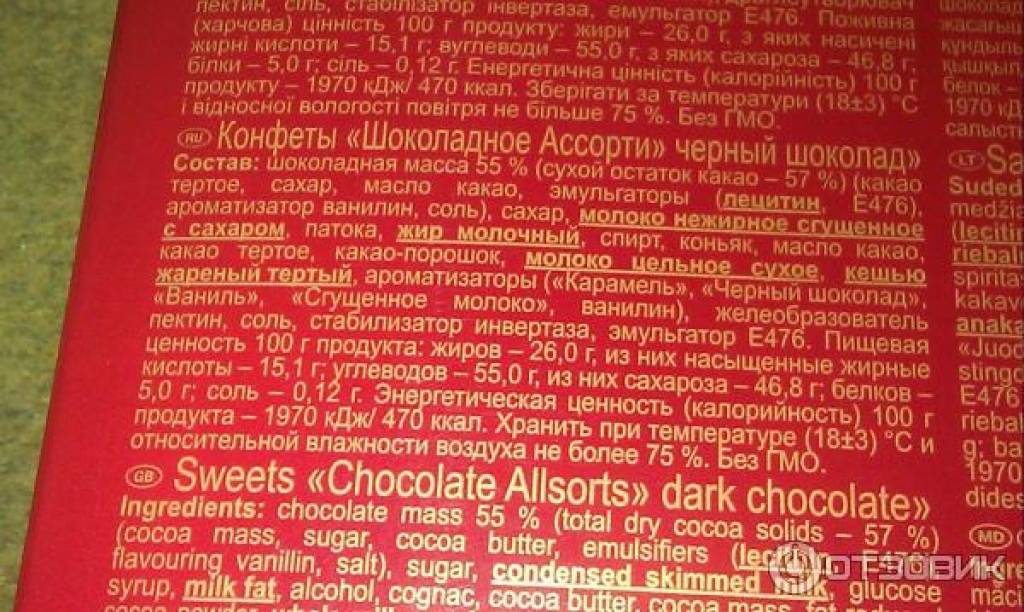 пектин, сіль, стабілізатор інвертаза, емульгатор Е476. Поживна
(харчова) цінність 100 г продукту: жири – 26,0 г, з яких насичені
жирні кислоти – 15,1 г; вуглеводи – 55,0 г, з яких сахароза – 46,8 г;
білки – 5,0 г; сіль – 0,12 г. Енергетична цінність (калорійність) 100 г
продукту – 1970 кДж/ 470 ккал. Зберігати за температури (18±3) °С
і відносної вологості повітря не більше 75 %. Без ГМО.
RU Конфеты «Шоколадное Ассорти» черный шоколад»
Состав: шоколадная масса 55 % (сухой остаток какао – 57 %) (какао
тертое, сахар, масло какао, эмульгаторы (лецитин, Е476),
ароматизатор ванилин, соль), сахар, молоко нежирное сгущенное
с сахаром, патока, жир молочный, спирт, коньяк, масло какао,
какао тертое, какао-порошок, молоко цельное сухое, кешью
жареный тертый, ароматизаторы («Карамель», «Черный шоколад»,
«Ваниль», «Сгущенное молоко», ванилин), желеобразователь
пектин, соль, стабилизатор инвертаза, эмульгатор Е476. Пищевая
ценность 100 г продукта: жиров – 26,0 г, из них насыщенные жирные
кислоты – 15,1 г; углеводов – 55,0 г, из них сахароза – 46,8 г; белков –
5,0 г; соль – 0,12 г. Энергетическая ценность (калорийность) 100 г
продукта – 1970 кДж/ 470 ккал. Хранить при температуре (18±3) °С и
относительной влажности воздуха не более 75 %. Без ГМО.
GB Sweets «Chocolate Allsorts» dark chocolate»
Ingredients: chocolate mass 55 % (total dry cocoa solids – 57 %)
(cocoa mass, sugar, cocoa butter, emulsifiers E476,
flavouring vanillin, salt), sugar, condensed skimmed glucose
syrup, milk fat, alcohol, cognac, cocoa butter, cocoa mass, fat
LT
Suded
medžia
(leciti
riebali
spiritas
kakav
anaka
«Juod
sting
E476
riebal
g; ba
1970
dides
MD
ОТЗОВИК